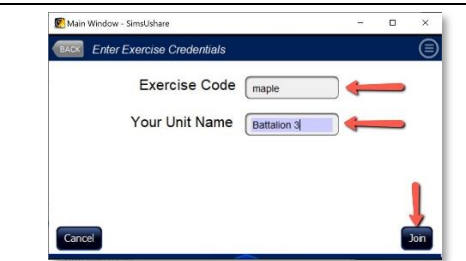 Main Window - SimsUshare
BACK Enter Exercise Credentials
Exercise Code maple
Your Unit Name Battalion 3
Cancel Join